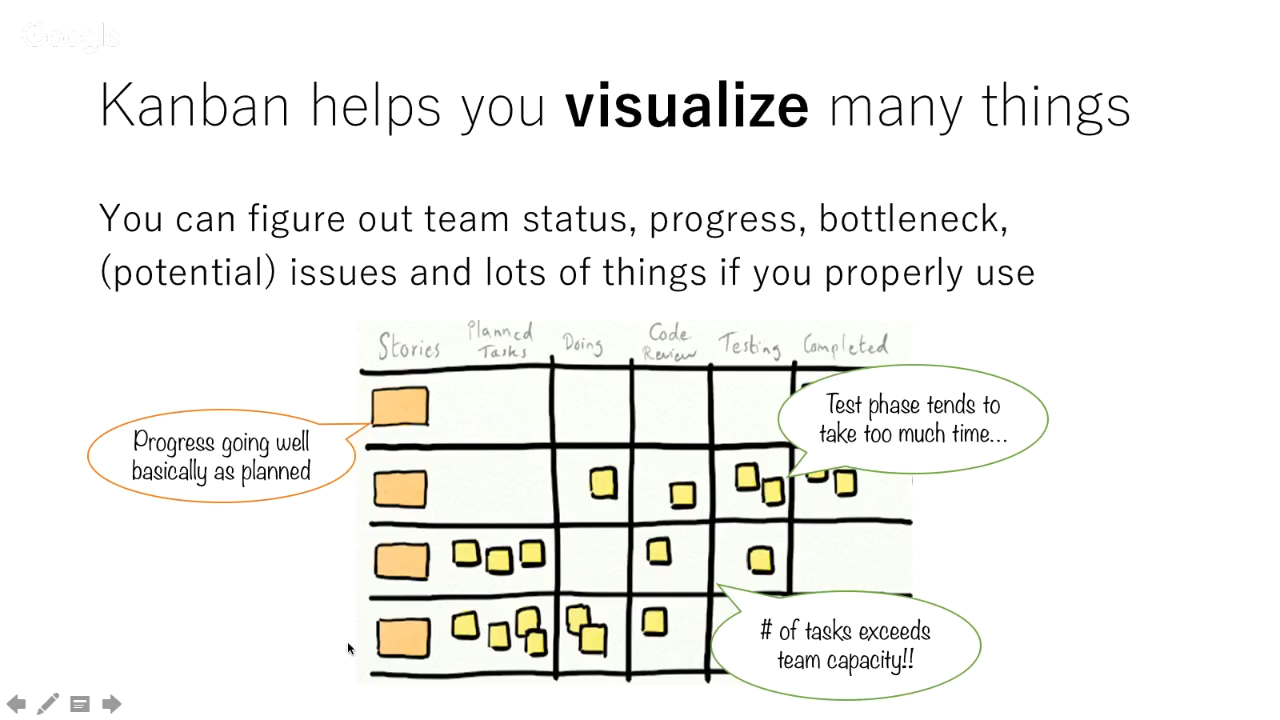 Google
Kanban helps you visualize many things
You can figure out team status, progress, bottleneck,
(potential) issues and lots of things if you properly use
Stories
Planned
Tasks
Doing
Code
Review
Testing
Completed
Progress going well
basically as planned
Test phase tends to
take too much time...
# of tasks exceeds
team capacity!!